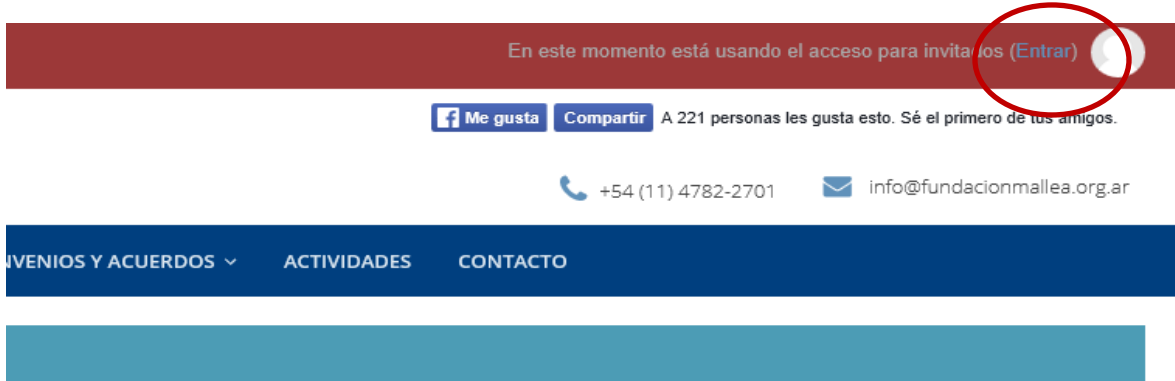 En este momento está usando el acceso para invitados (Entrar)
Me gusta Compartir A 221 personas les gusta esto. Sé el primero de tus amigos.
+54 (11) 4782-2701 info@fundacionmallea.org.ar
NVENIOS Y ACUERDOS ACTIVIDADES CONTACTO